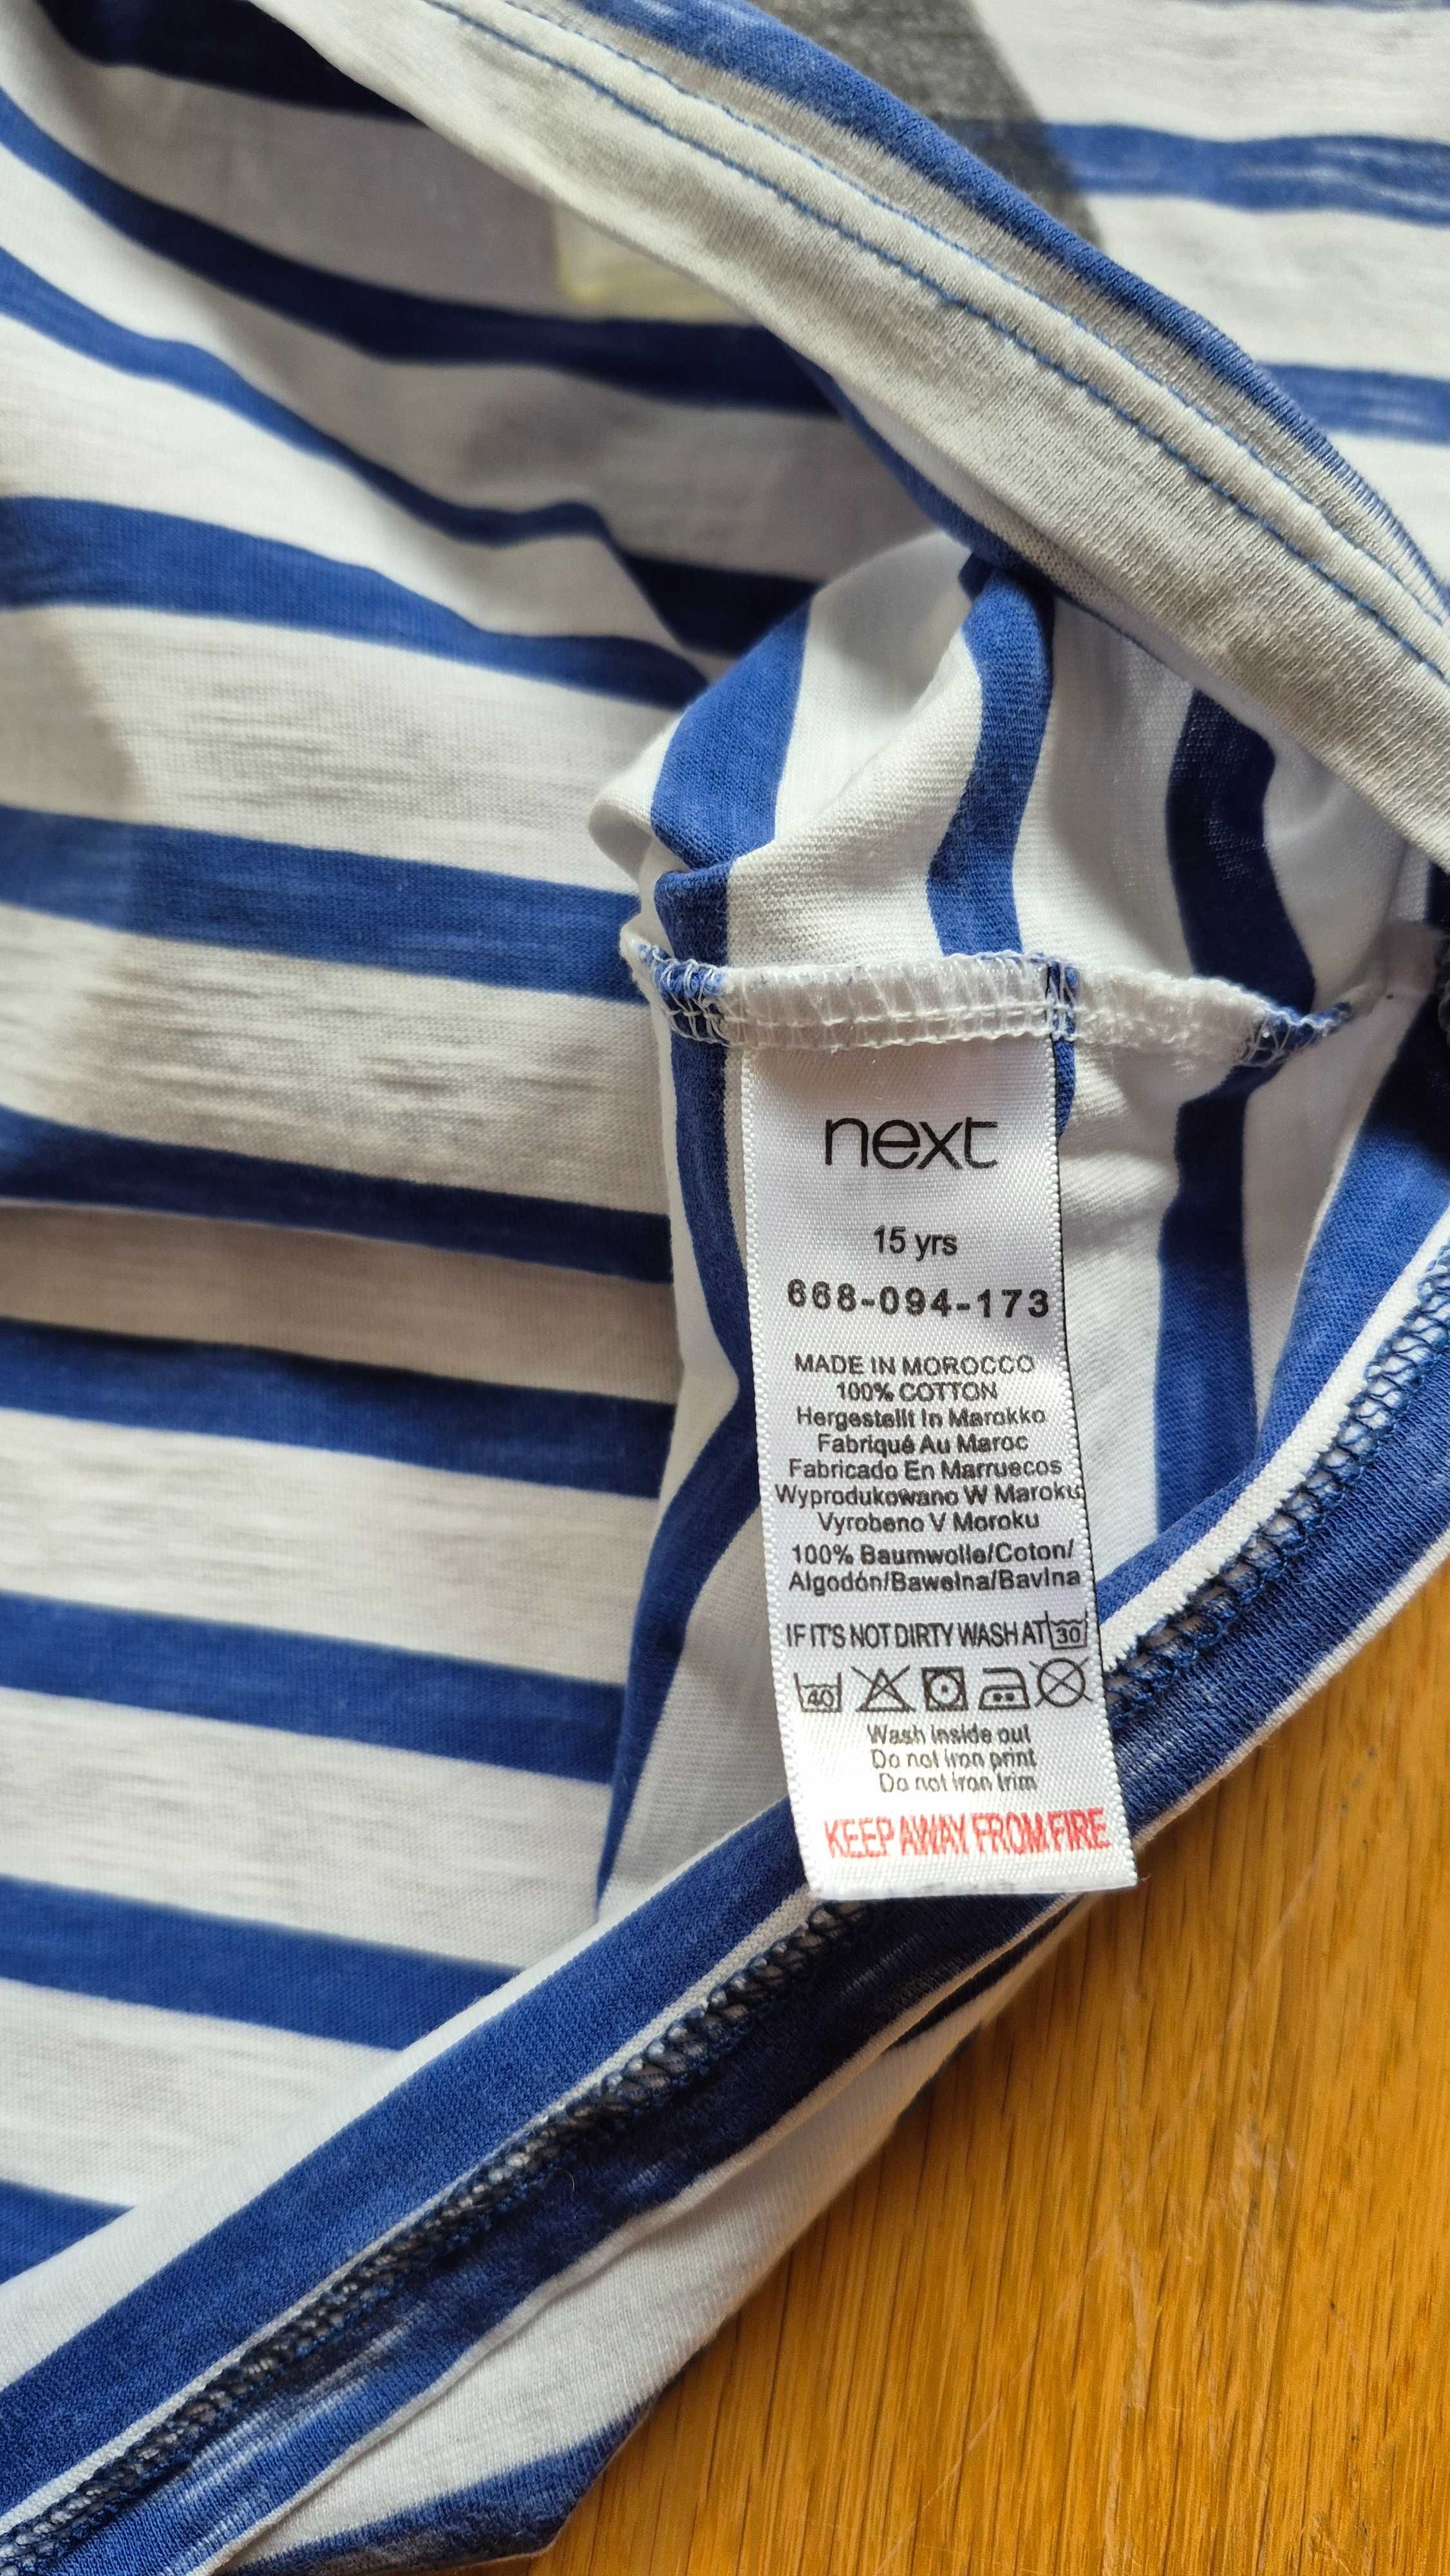 next
15 yrs
668-094-173
MADE IN MOROCCO
100% COTTON
Hergestellt In Marokko
Fabriqué Au Maroc
Fabricado En Marruecos
Wyprodukowano W Maroku
Vyrobeno V Moroku
100% Baumwolle/Coton/
Algodón/Bawełna/Bavlna
IF IT'S NOT DIRTY WASH AT 30
40
Wash inside out
Do not iron print
Do not iron trim
KEEP AWAY FROM FIRE